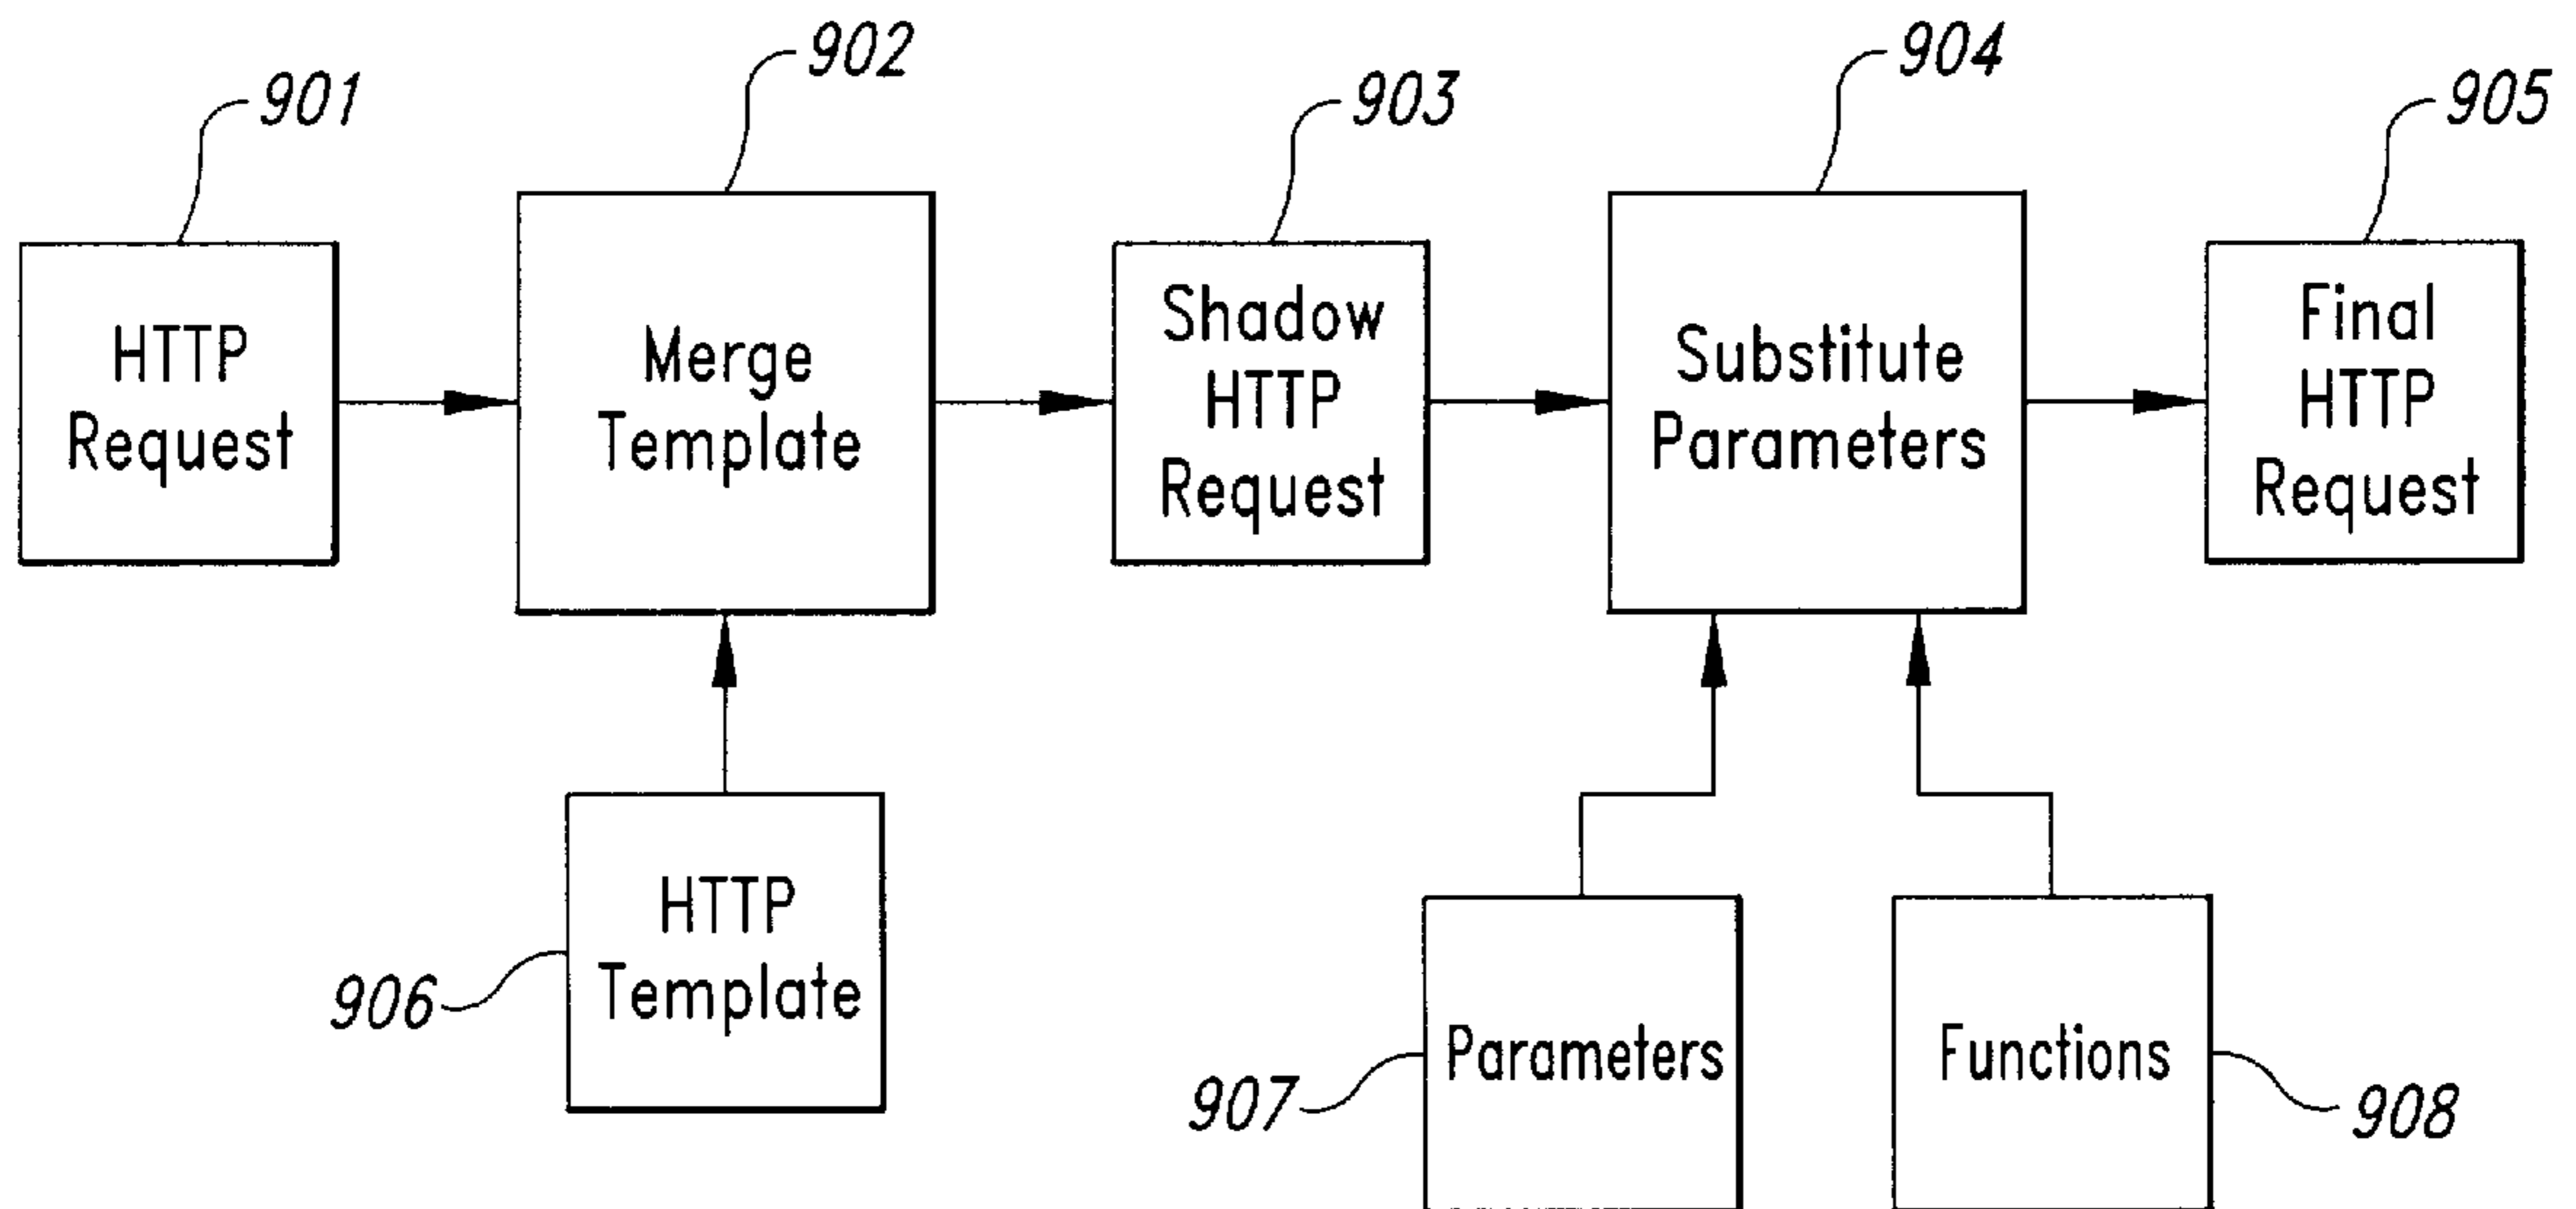 902
904
901
903
905
HTTP
Request
Merge
Template
Shadow
HTTP
Request
Substitute
Parameters
Final
HTTP
Request
HTTP
Template
906
Parameters
907
Functions
908